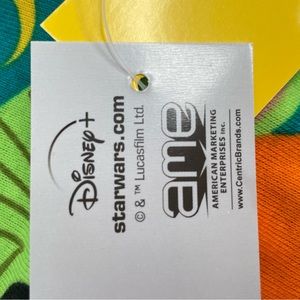 Disney+
starwars.com
© & ™ Lucasfilm Ltd.
ame
AMERICAN MARKETING
ENTERPRISES Inc.
www.CentricBrands.com